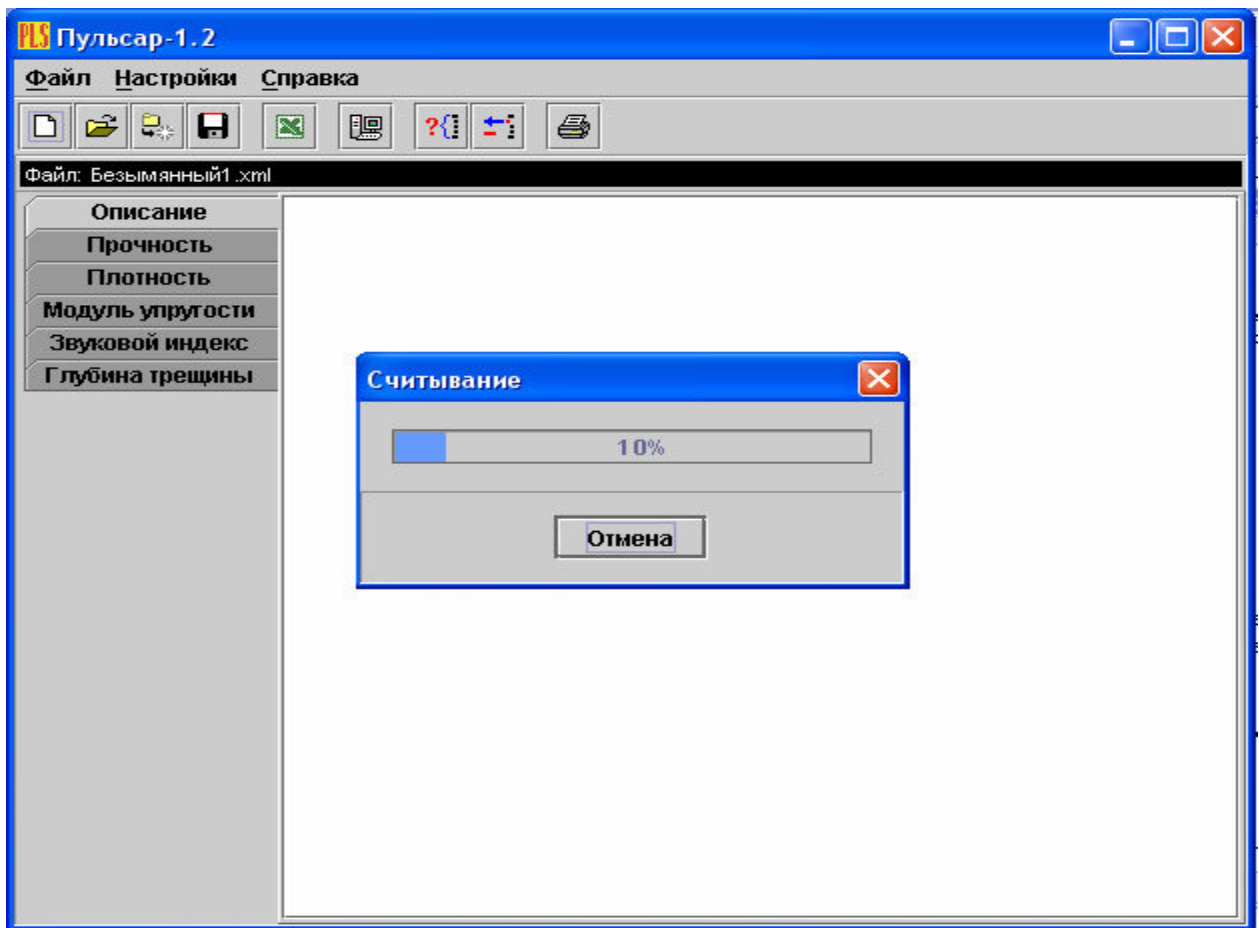 PLS Пульсар-1.2
Файл Настройки Справка
?{
Файл: Безымянный1.xml
Описание
Прочность
Плотность
Модуль упругости
Звуковой индекс
Глубина трещины
Считывание
10%
Отмена